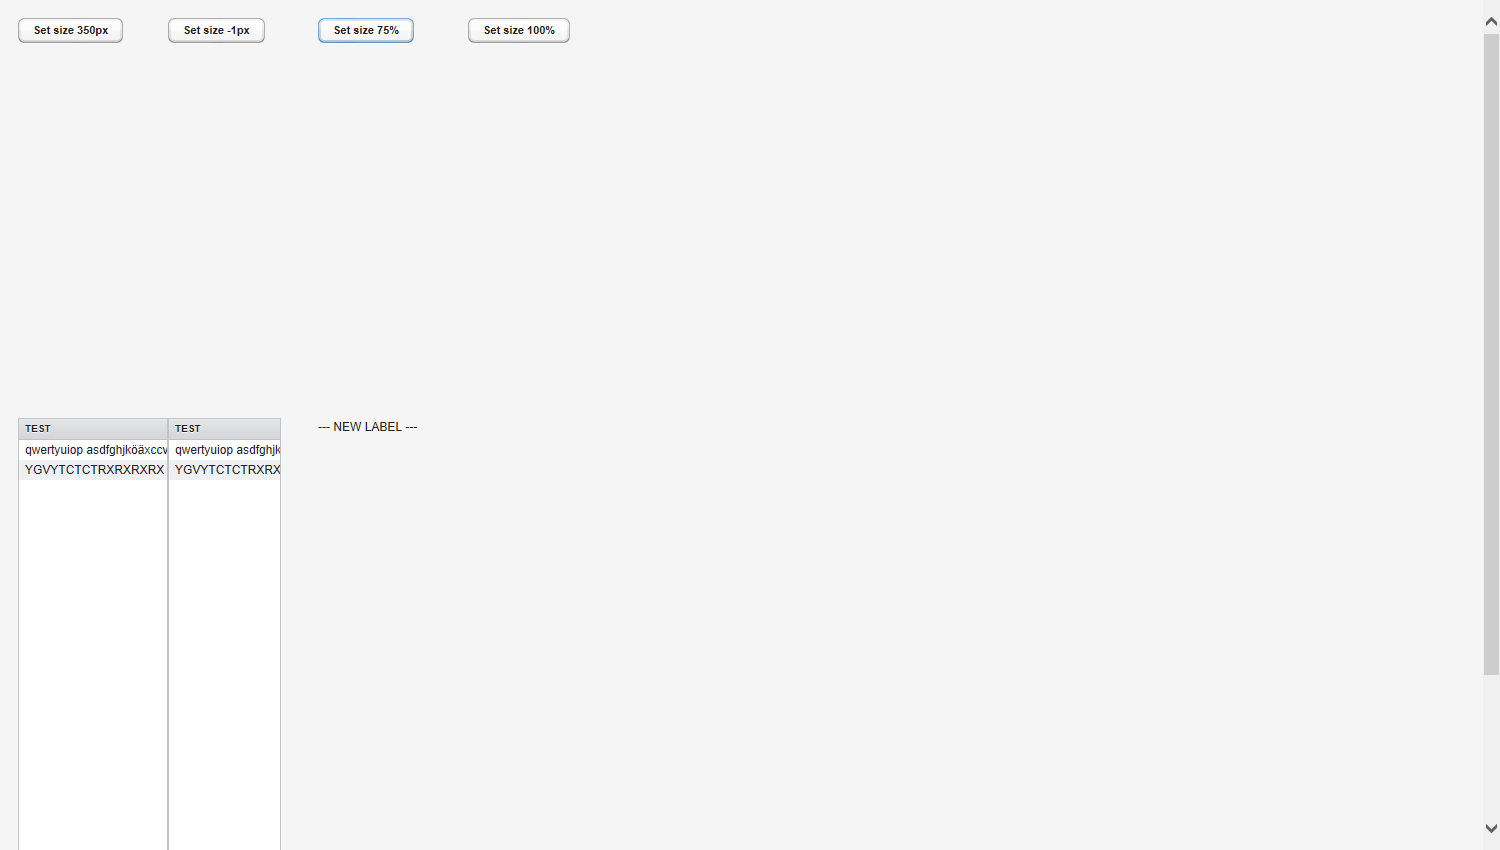 Set size 350px Set size -1px Set size 75% Set size 100%
TEST TEST --- NEW LABEL ---
qwertyuiop asdfghjköäxccv qwertyuiop asdfghjk
YGVYTCTCTRXRXRXRX YGVYTCTCTRXRX